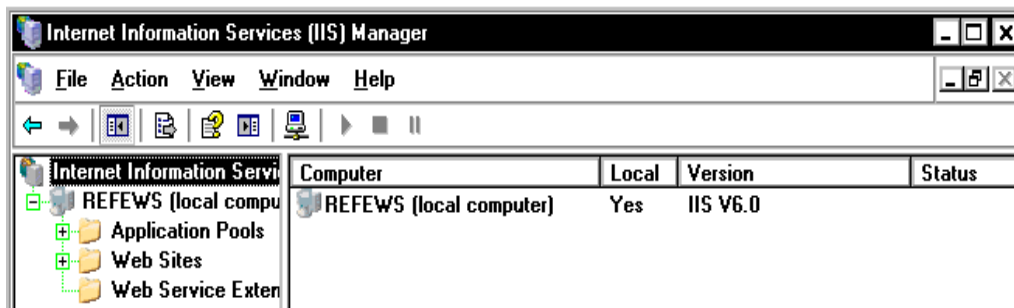 Internet Information Services (IIS) Manager
File Action View Window Help
Internet Information Servi
Computer Local Version Status
REFEWS (local compu
REFEWS (local computer) Yes IIS V6.0
Application Pools
Web Sites
Web Service Exten